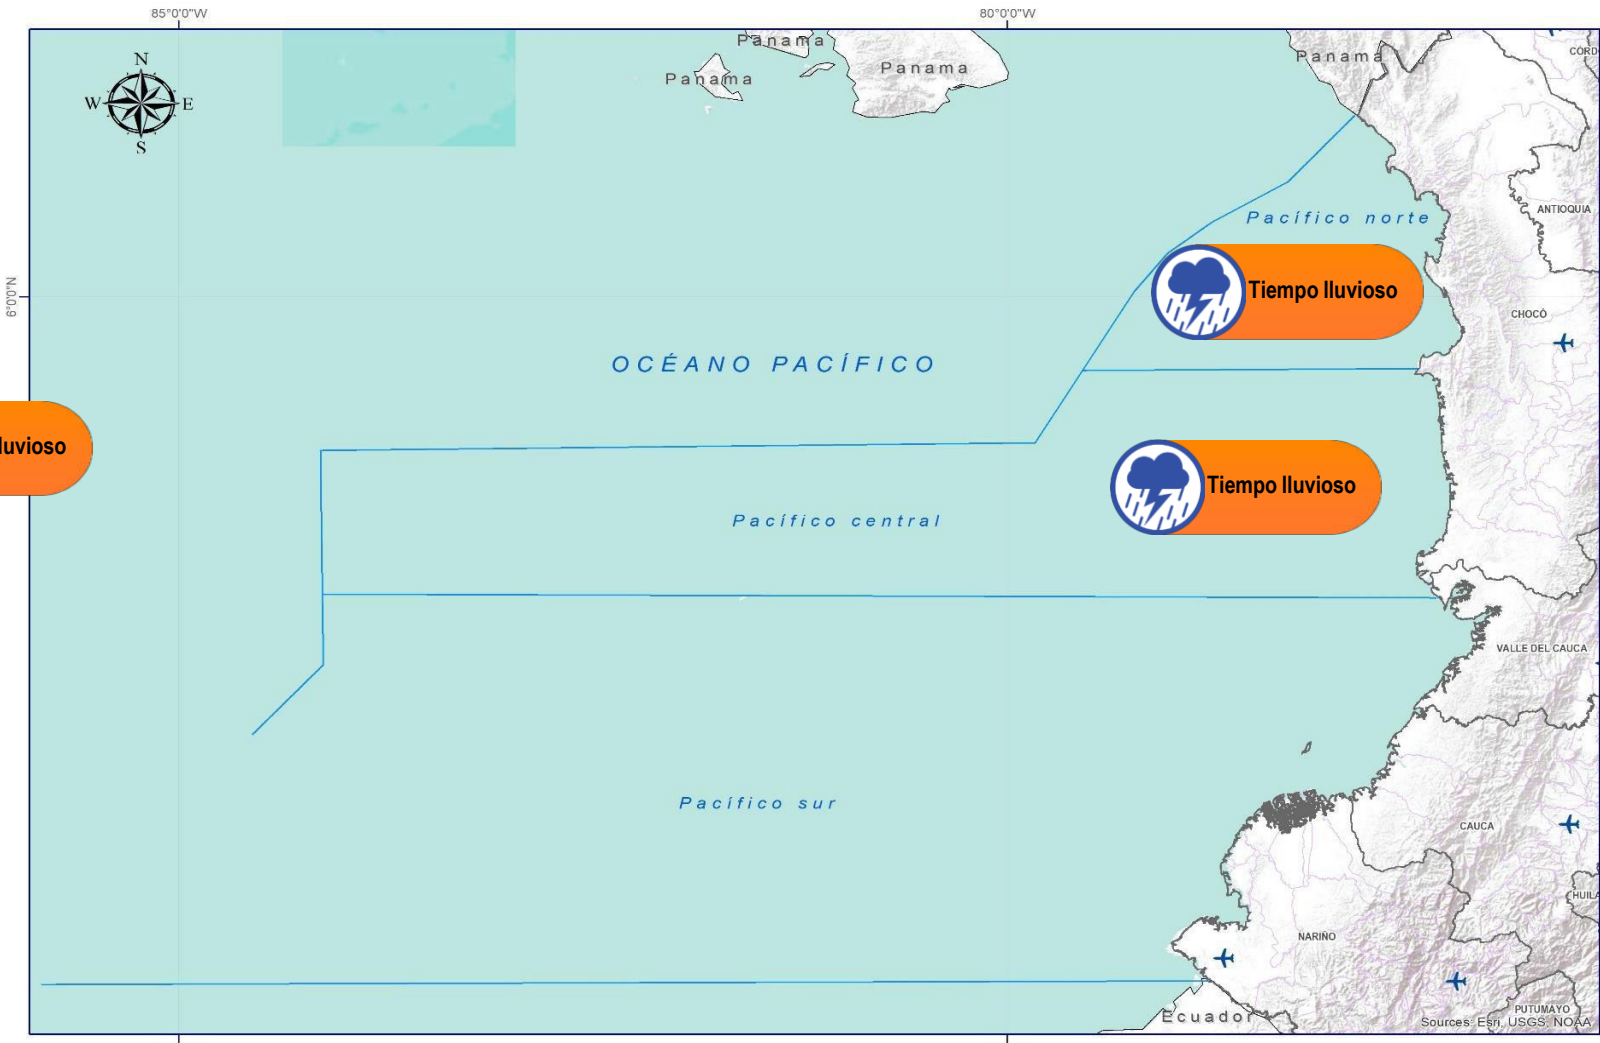 85°0'0"W
80°0'0"W
N
W
E
S
Panama
Panama
Panama
Panama
ANTIOQUIA
Pacífico norte
6°0'0"N
Tiempo lluvioso
CHOCÓ
OCÉANO PACÍFICO
lluvioso
Tiempo lluvioso
Pacífico central
VALLE DEL CAUCA
Pacífico sur
CAUCA
HUILA
NARIÑO
PUTUMAYO
Ecuador
Sources: Esri, USGS, NOAA